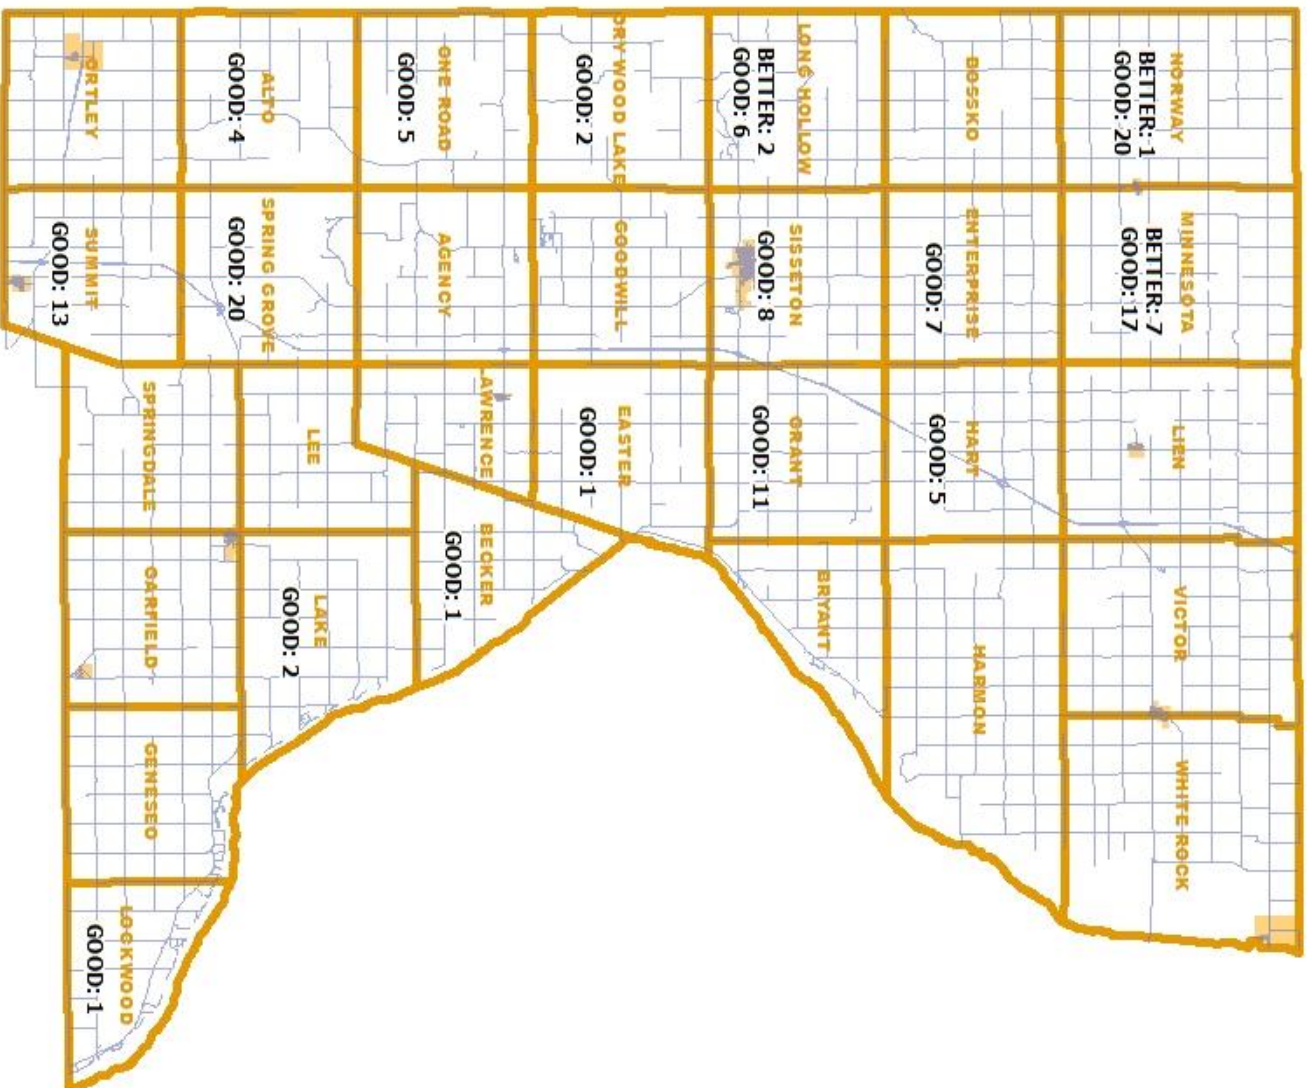 NORWAY
BETTER: 1
GOOD: 20
MINNESOTA
BETTER: 7
GOOD: 17
LIEN
VICTOR
WHITE ROCK
BOSSKO
ENTERPRISE
GOOD: 7
HART
GOOD: 5
HARMON
LONG HOLLOW
BETTER: 2
GOOD: 6
SISSETON
GOOD: 8
GRANT
GOOD: 11
BRYANT
DRYWOOD LAKE
GOOD: 2
GOODWILL
EASTER
GOOD: 1
ONE ROAD
GOOD: 5
AGENCY
LAWRENCE
BECKER
GOOD: 1
ALTO
GOOD: 4
SPRING GROVE
GOOD: 20
LEE
LAKE
GOOD: 2
ORTLEY
SUMMIT
GOOD: 13
SPRINGDALE
GARFIELD
GENESEO
LOCKWOOD
GOOD: 1